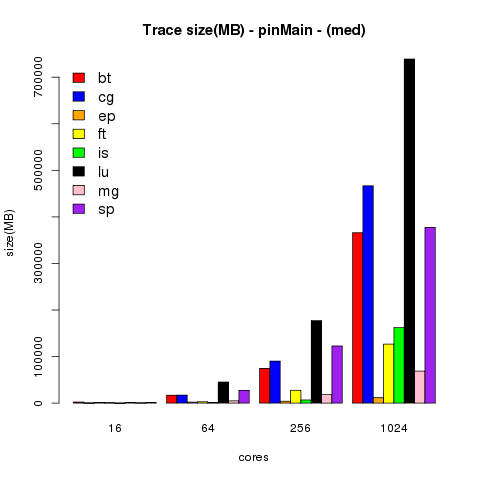 Trace size(MB) - pinMain - (med)
size(MB)
700000
500000
300000
100000
0
bt
cg
ep
ft
is
lu
mg
sp
16 64 256 1024
cores